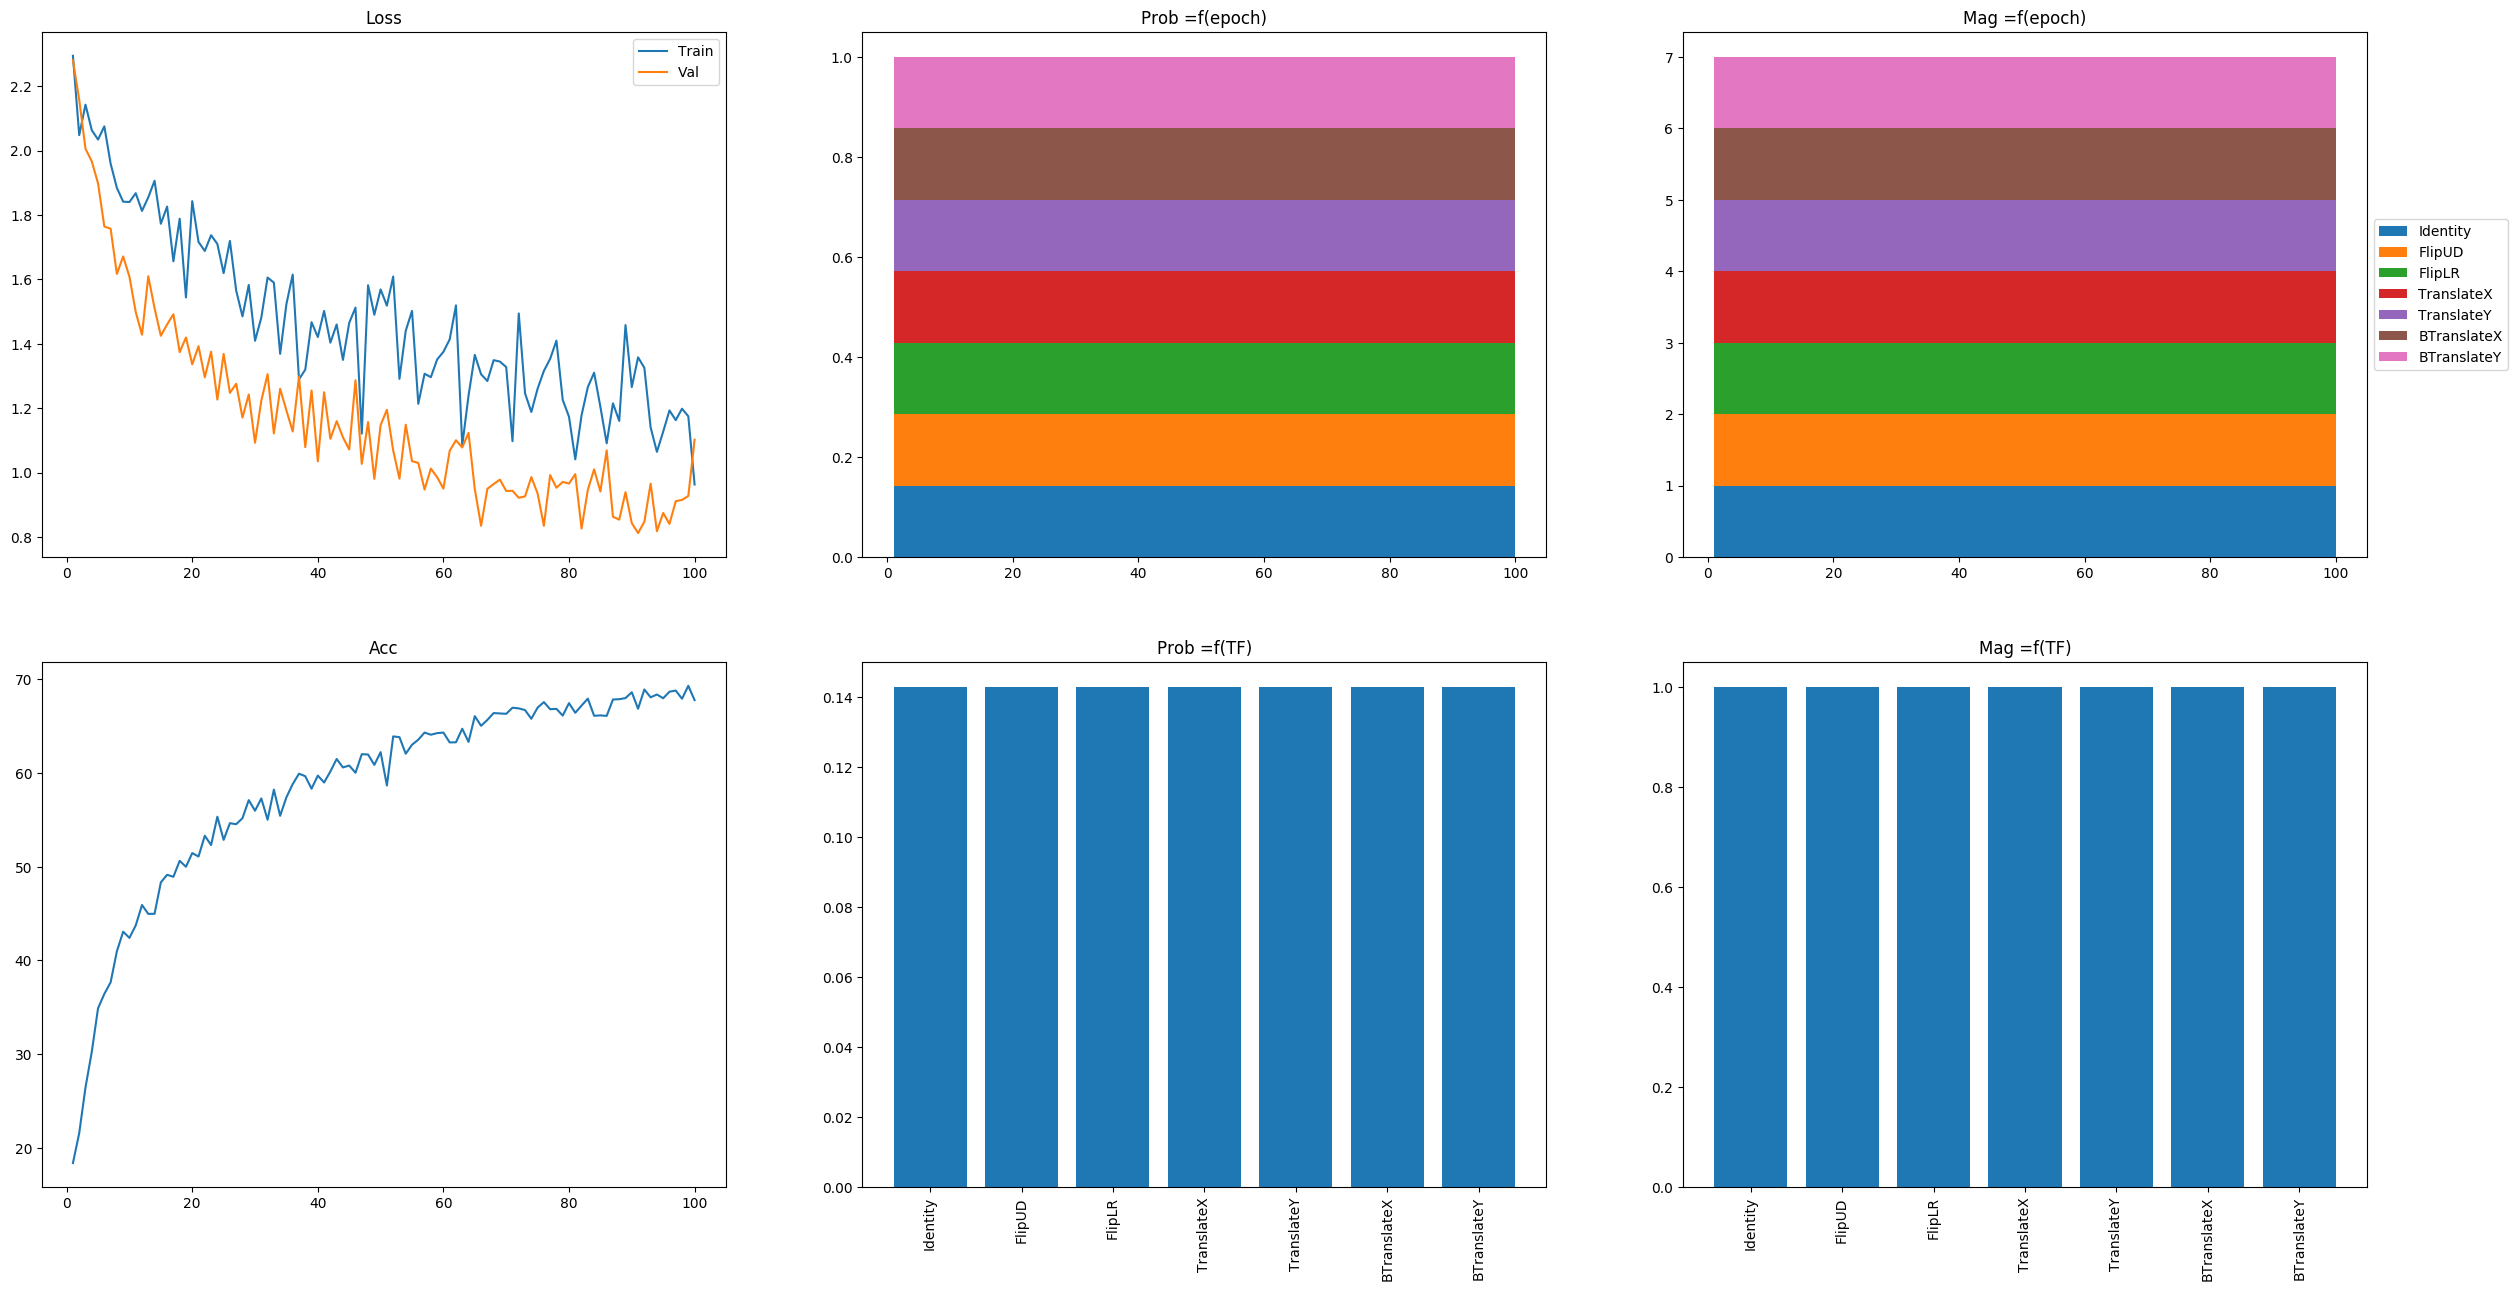 Loss
Train
Val
2.2
2.0
1.8
1.6
1.4
1.2
1.0
0.8
0 20 40 60 80 100
Prob =f(epoch)
1.0
0.8
0.6
0.4
0.2
0.0
0 20 40 60 80 100
Mag =f(epoch)
7
6
5
4
3
2
1
0
0 20 40 60 80 100
Identity
FlipUD
FlipLR
TranslateX
TranslateY
BTranslateX
BTranslateY
Acc
70
60
50
40
30
20
0 20 40 60 80 100
Prob =f(TF)
0.14
0.12
0.10
0.08
0.06
0.04
0.02
0.00
Identity
FlipUD
FlipLR
TranslateX
TranslateY
BTranslateX
BTranslateY
Mag =f(TF)
1.0
0.8
0.6
0.4
0.2
0.0
Identity
FlipUD
FlipLR
TranslateX
TranslateY
BTranslateX
BTranslateY